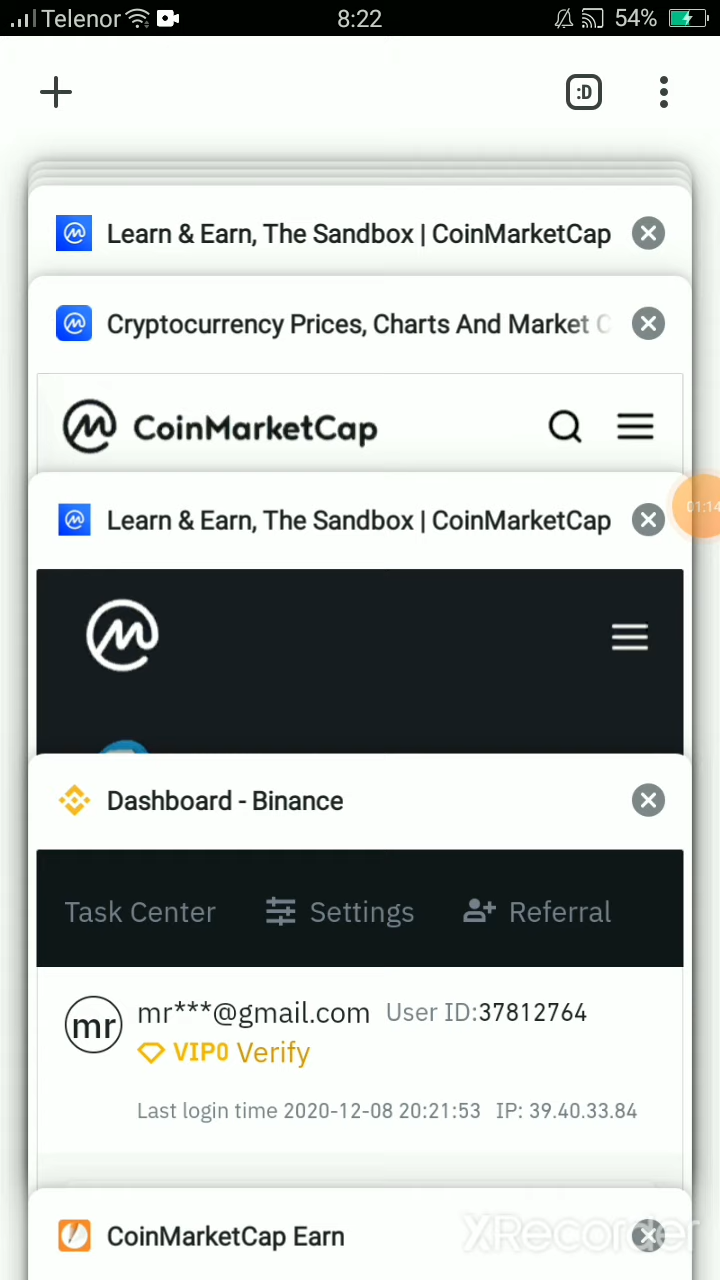 Telenor 8:22 54%
:D
Learn & Earn, The Sandbox | CoinMarketCap
Cryptocurrency Prices, Charts And Market C
CoinMarketCap
Learn & Earn, The Sandbox | CoinMarketCap
01:14
Dashboard - Binance
Task Center Settings Referral
mr mr***@gmail.com User ID:37812764
VIP0 Verify
Last login time 2020-12-08 20:21:53 IP: 39.40.33.84
CoinMarketCap Earn
XRecorder